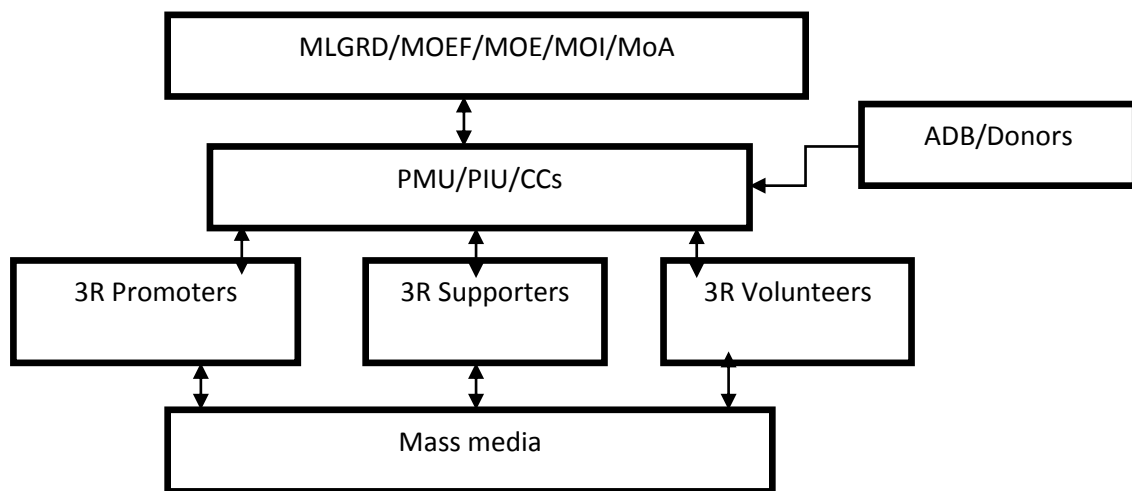 MLGRD/MOEF/MOE/MOI/MoA
ADB/Donors
PMU/PIU/CCs
3R Promoters
3R Supporters
3R Volunteers
Mass media